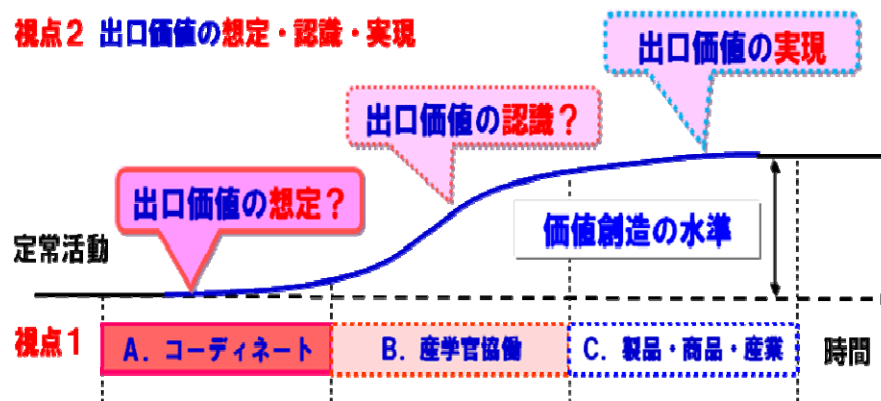 視点2 出口価値の想定・認識・実現
出口価値の実現
出口価値の認識?
出口価値の想定?
価値創造の水準
定常活動
視点1
A. コーディネート
B. 産学官協働
C. 製品・商品・産業
時間